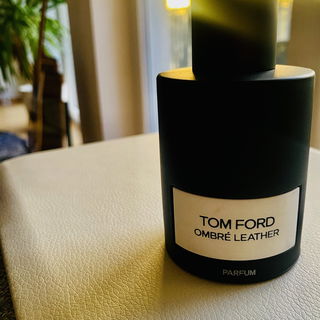 TOM FORD
OMBRÉ LEATHER
PARFUM